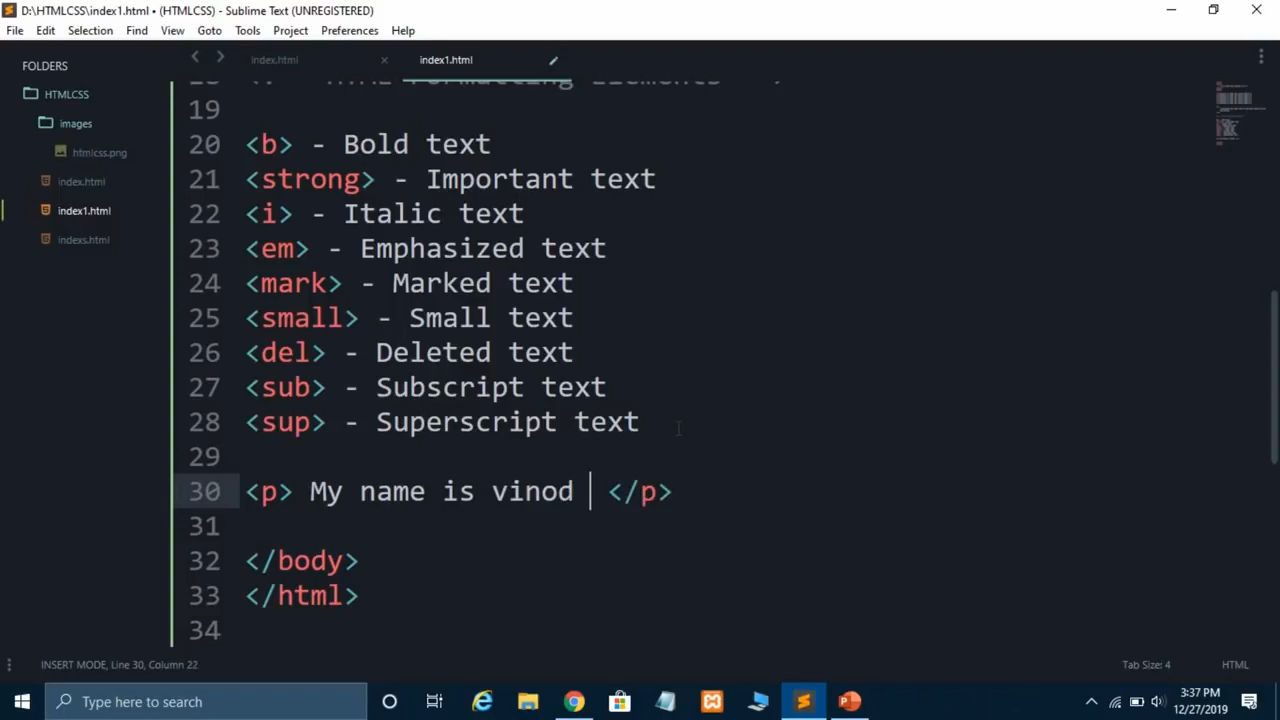 D:\HTMLCSS\index1.html • (HTMLCSS) - Sublime Text (UNREGISTERED)
File Edit Selection Find View Goto Tools Project Preferences Help
FOLDERS
HTMLCSS
images
htmlcss.png
index.html
index1.html
indexs.html
index.html
index1.html
HTML Formatting Elements
19
20 <b> - Bold text
21 <strong> - Important text
22 <i> - Italic text
23 <em> - Emphasized text
24 <mark> - Marked text
25 <small> - Small text
26 <del> - Deleted text
27 <sub> - Subscript text
28 <sup> - Superscript text
29
30 <p> My name is vinod </p>
31
32 </body>
33 </html>
34
INSERT MODE, Line 30, Column 22
Tab Size: 4
HTML
Type here to search
3:37 PM
12/27/2019